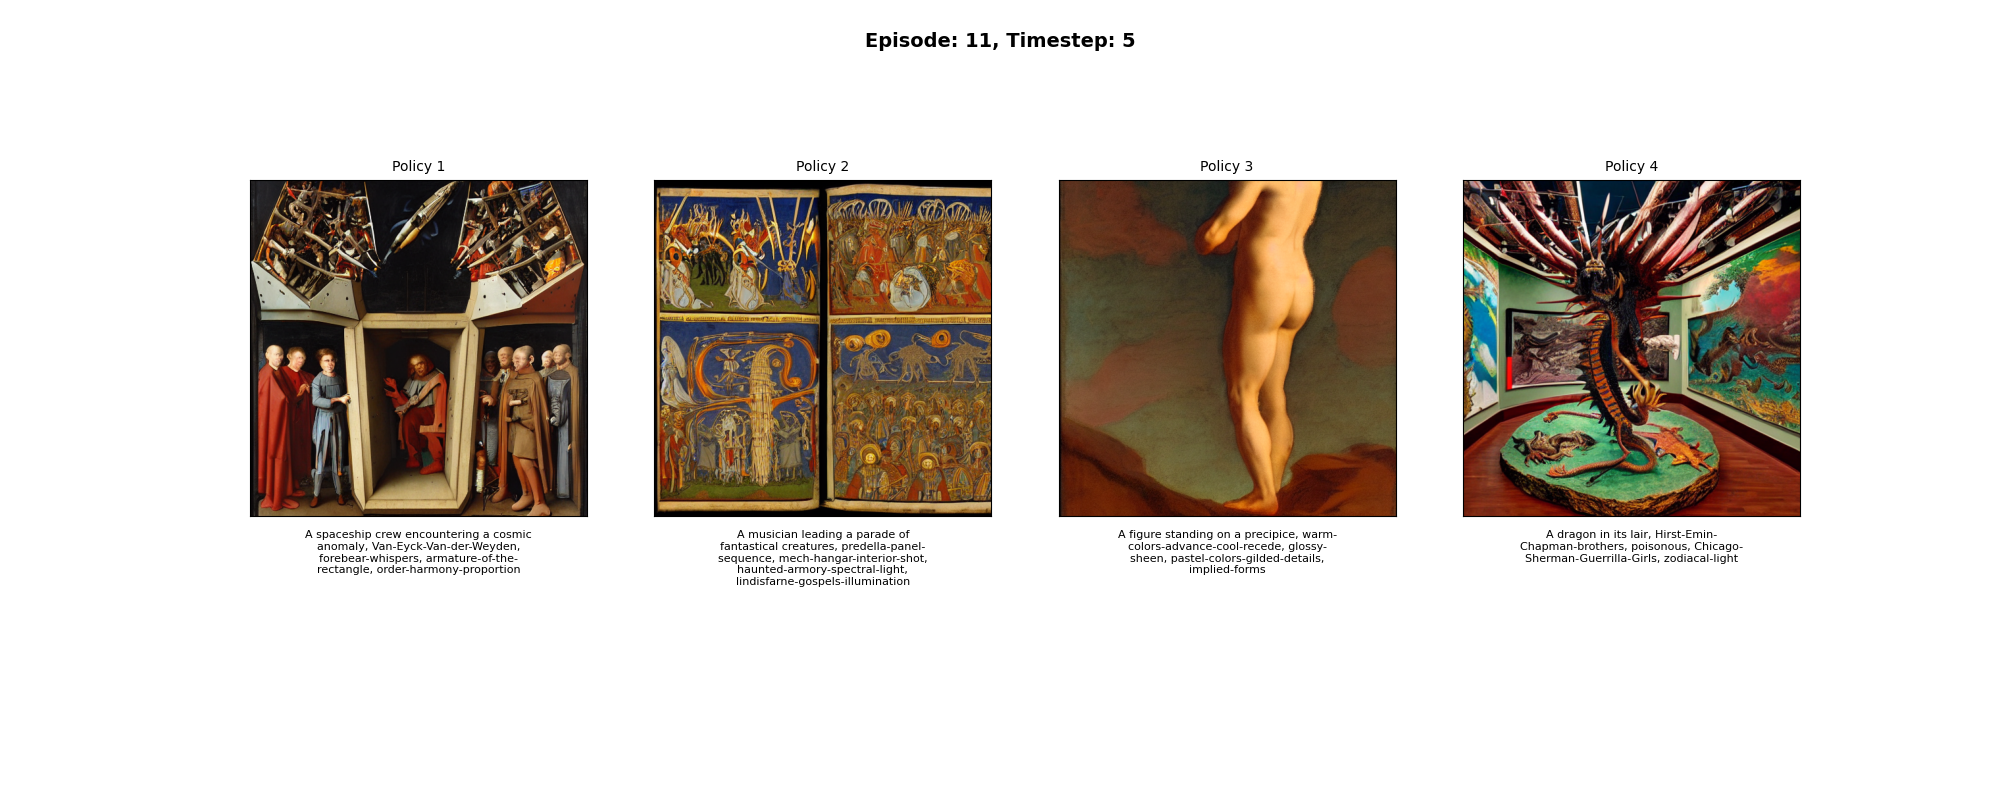 Episode: 11, Timestep: 5
Policy 1
A spaceship crew encountering a cosmic
anomaly, Van-Eyck-Van-der-Weyden,
forebear-whispers, armature-of-the-
rectangle, order-harmony-proportion
Policy 2
A musician leading a parade of
fantastical creatures, predella-panel-
sequence, mech-hangar-interior-shot,
haunted-armory-spectral-light,
lindisfarne-gospels-illumination
Policy 3
A figure standing on a precipice, warm-
colors-advance-cool-recede, glossy-
sheen, pastel-colors-gilded-details,
implied-forms
Policy 4
A dragon in its lair, Hirst-Emin-
Chapman-brothers, poisonous, Chicago-
Sherman-Guerrilla-Girls, zodiacal-light